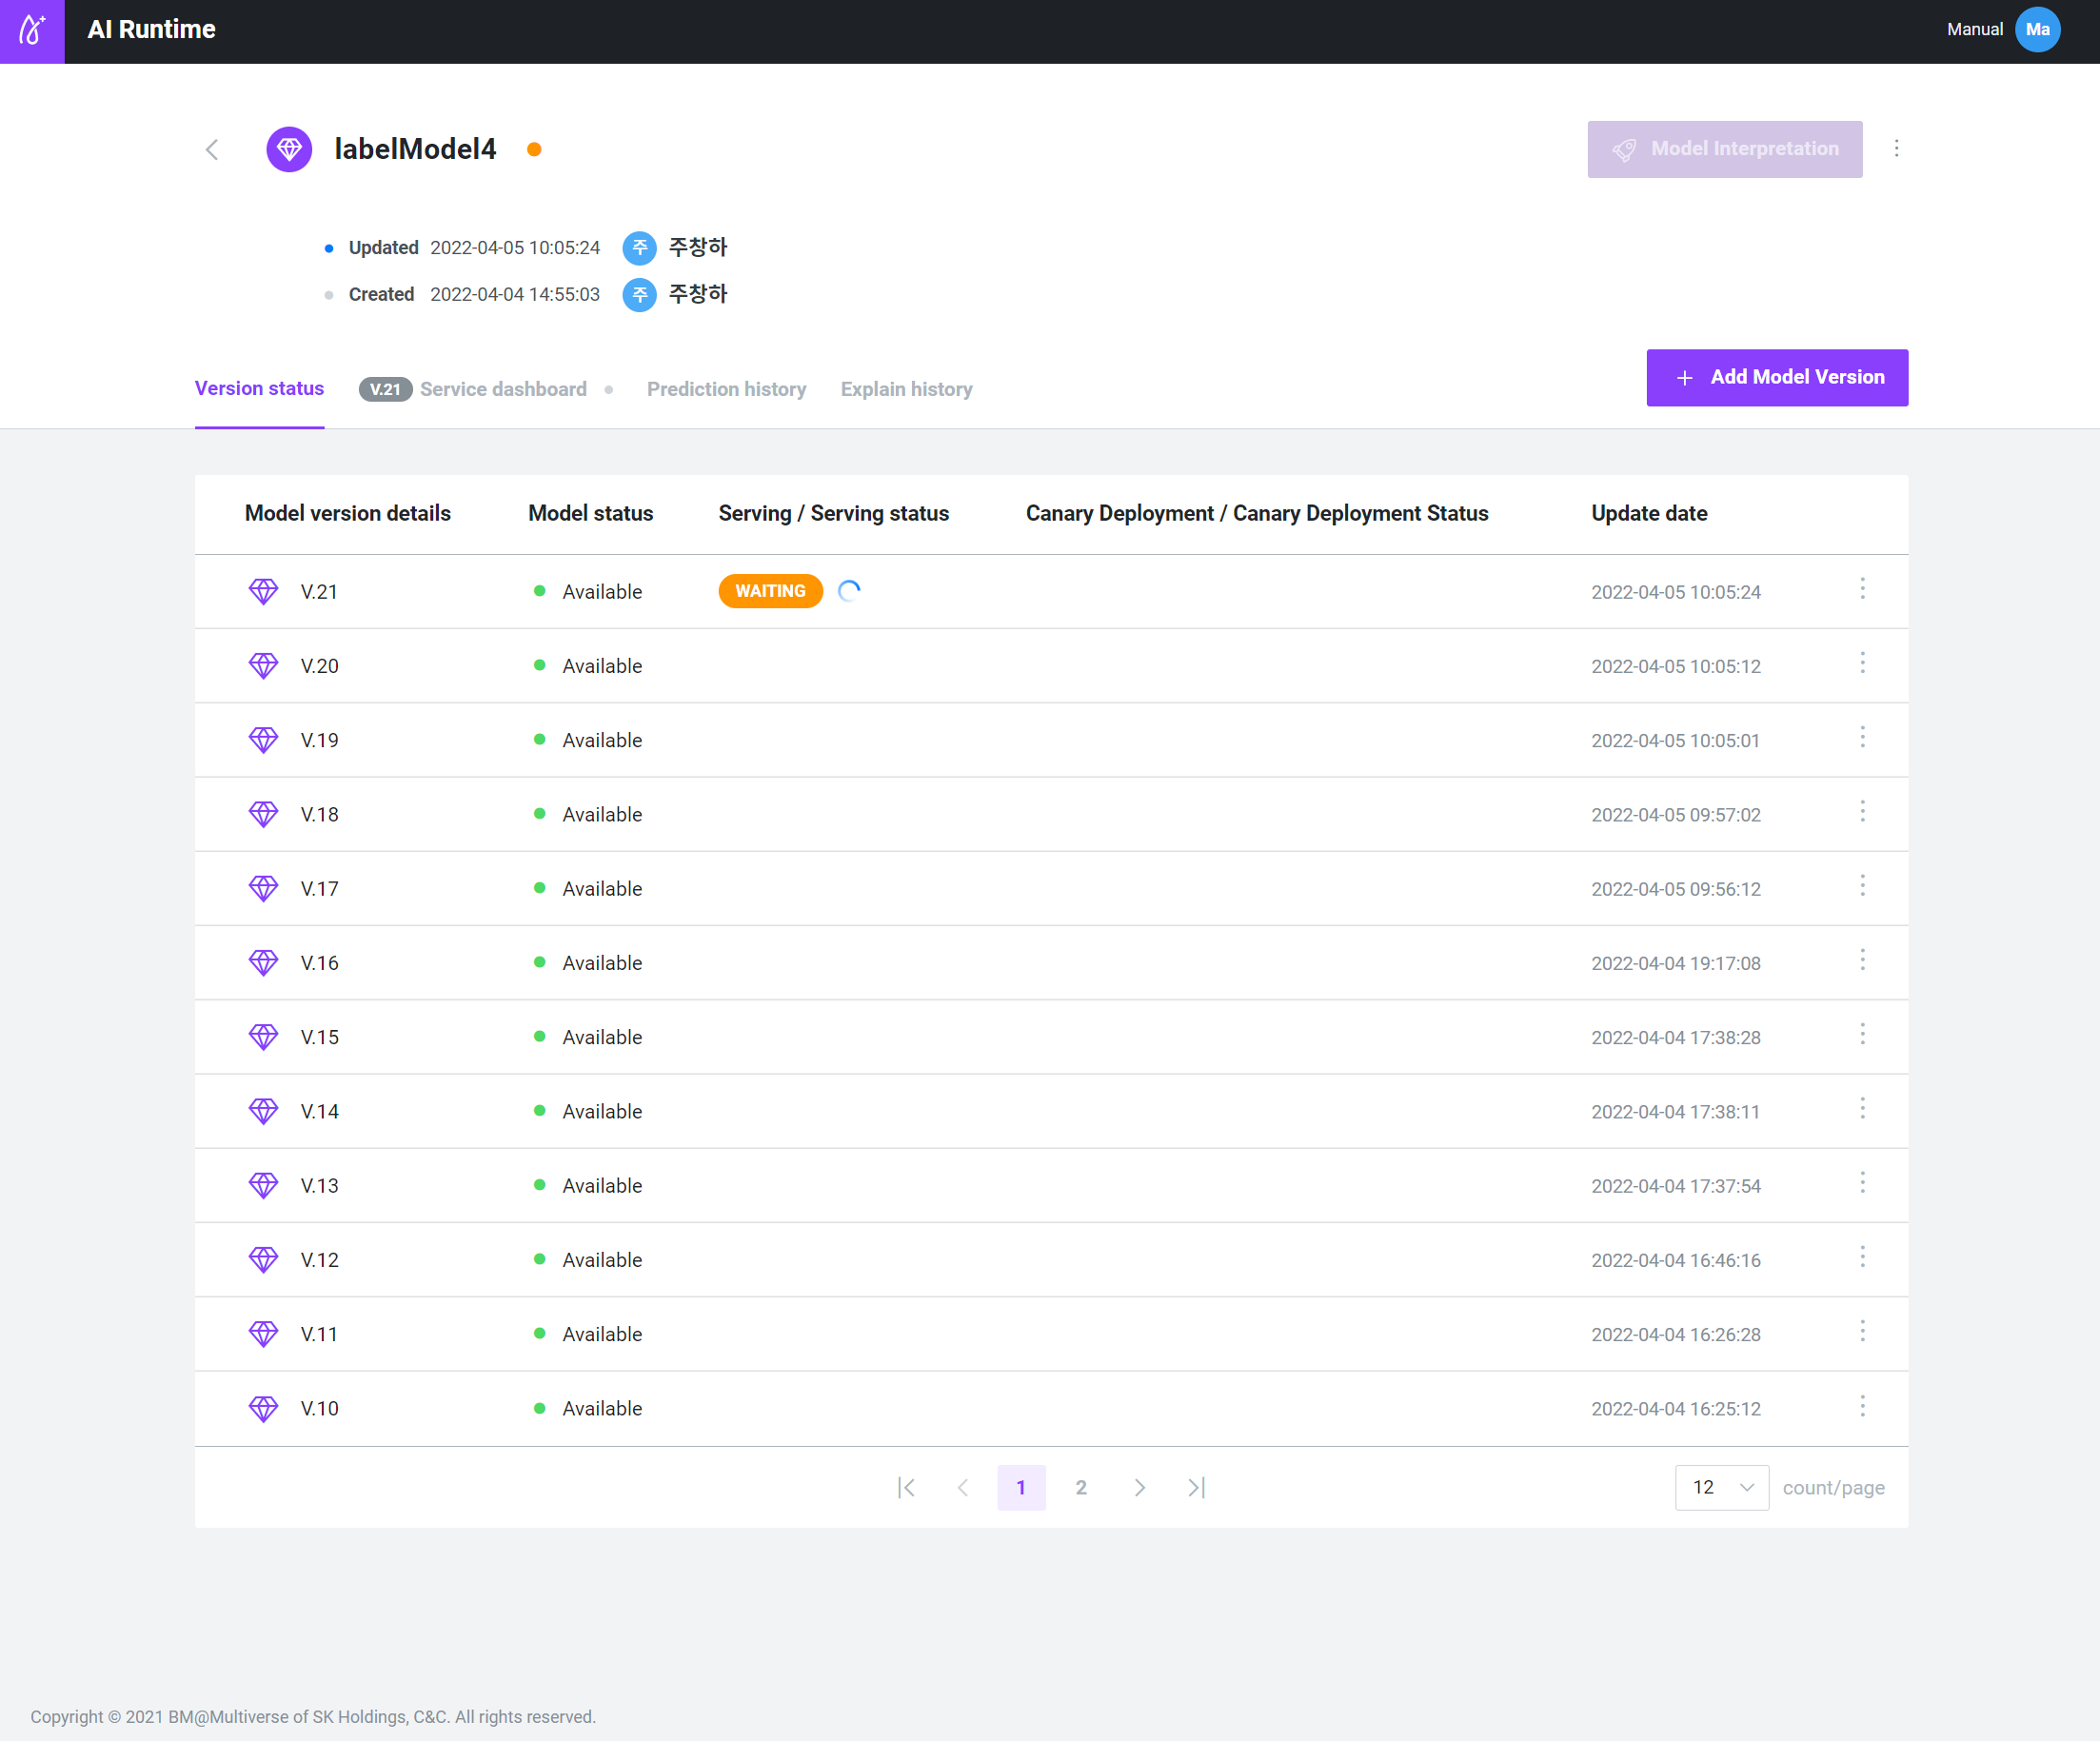 AI Runtime
Manual Ma
labelModel4
Model Interpretation
Updated 2022-04-05 10:05:24 주 주창하
Created 2022-04-04 14:55:03 주 주창하
Version status V.21 Service dashboard Prediction history Explain history
+ Add Model Version
Model version details Model status Serving / Serving status Canary Deployment / Canary Deployment Status Update date
V.21 Available WAITING 2022-04-05 10:05:24
V.20 Available 2022-04-05 10:05:12
V.19 Available 2022-04-05 10:05:01
V.18 Available 2022-04-05 09:57:02
V.17 Available 2022-04-05 09:56:12
V.16 Available 2022-04-04 19:17:08
V.15 Available 2022-04-04 17:38:28
V.14 Available 2022-04-04 17:38:11
V.13 Available 2022-04-04 17:37:54
V.12 Available 2022-04-04 16:46:16
V.11 Available 2022-04-04 16:26:28
V.10 Available 2022-04-04 16:25:12
1 2
12 count/page
Copyright © 2021 BM@Multiverse of SK Holdings, C&C. All rights reserved.